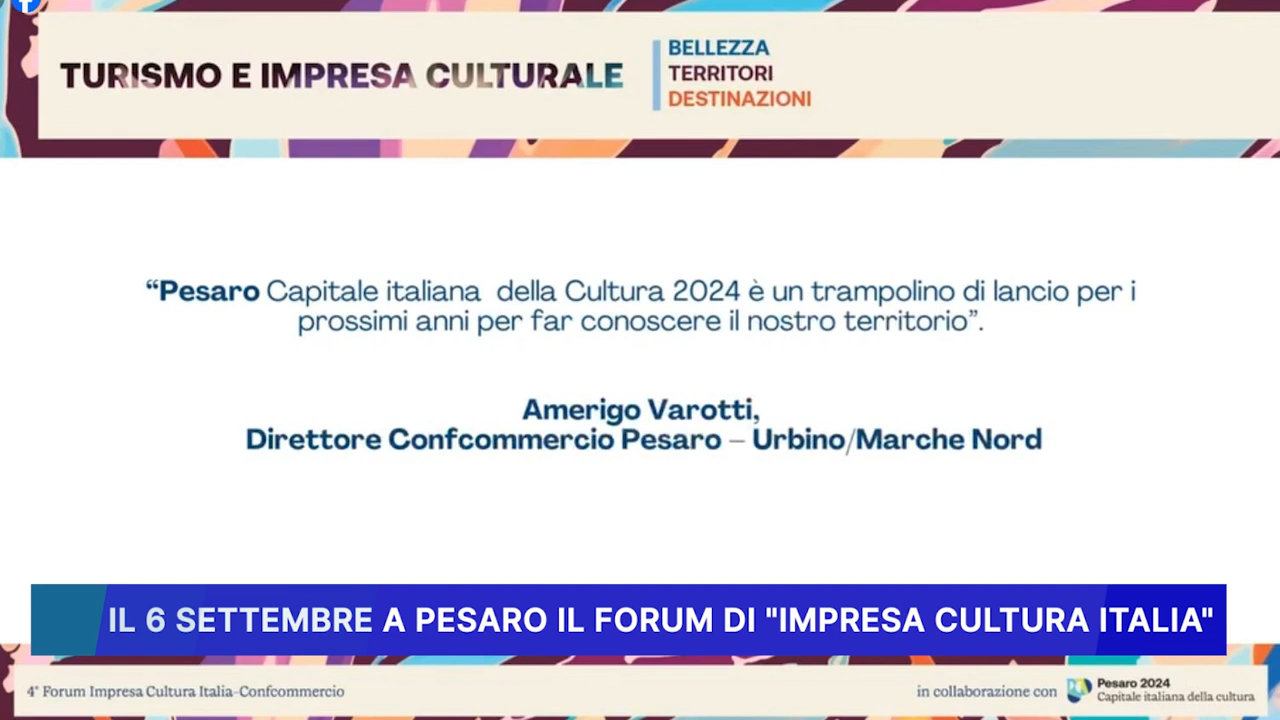 TURISMO E IMPRESA CULTURALE
BELLEZZA
TERRITORI
DESTINAZIONI
“Pesaro Capitale italiana della Cultura 2024 è un trampolino di lancio per i
prossimi anni per far conoscere il nostro territorio”.
Amerigo Varotti,
Direttore Confcommercio Pesaro – Urbino/Marche Nord
IL 6 SETTEMBRE A PESARO IL FORUM DI "IMPRESA CULTURA ITALIA"
4° Forum Impresa Cultura Italia-Confcommercio
in collaborazione con
Pesaro 2024
Capitale italiana della cultura